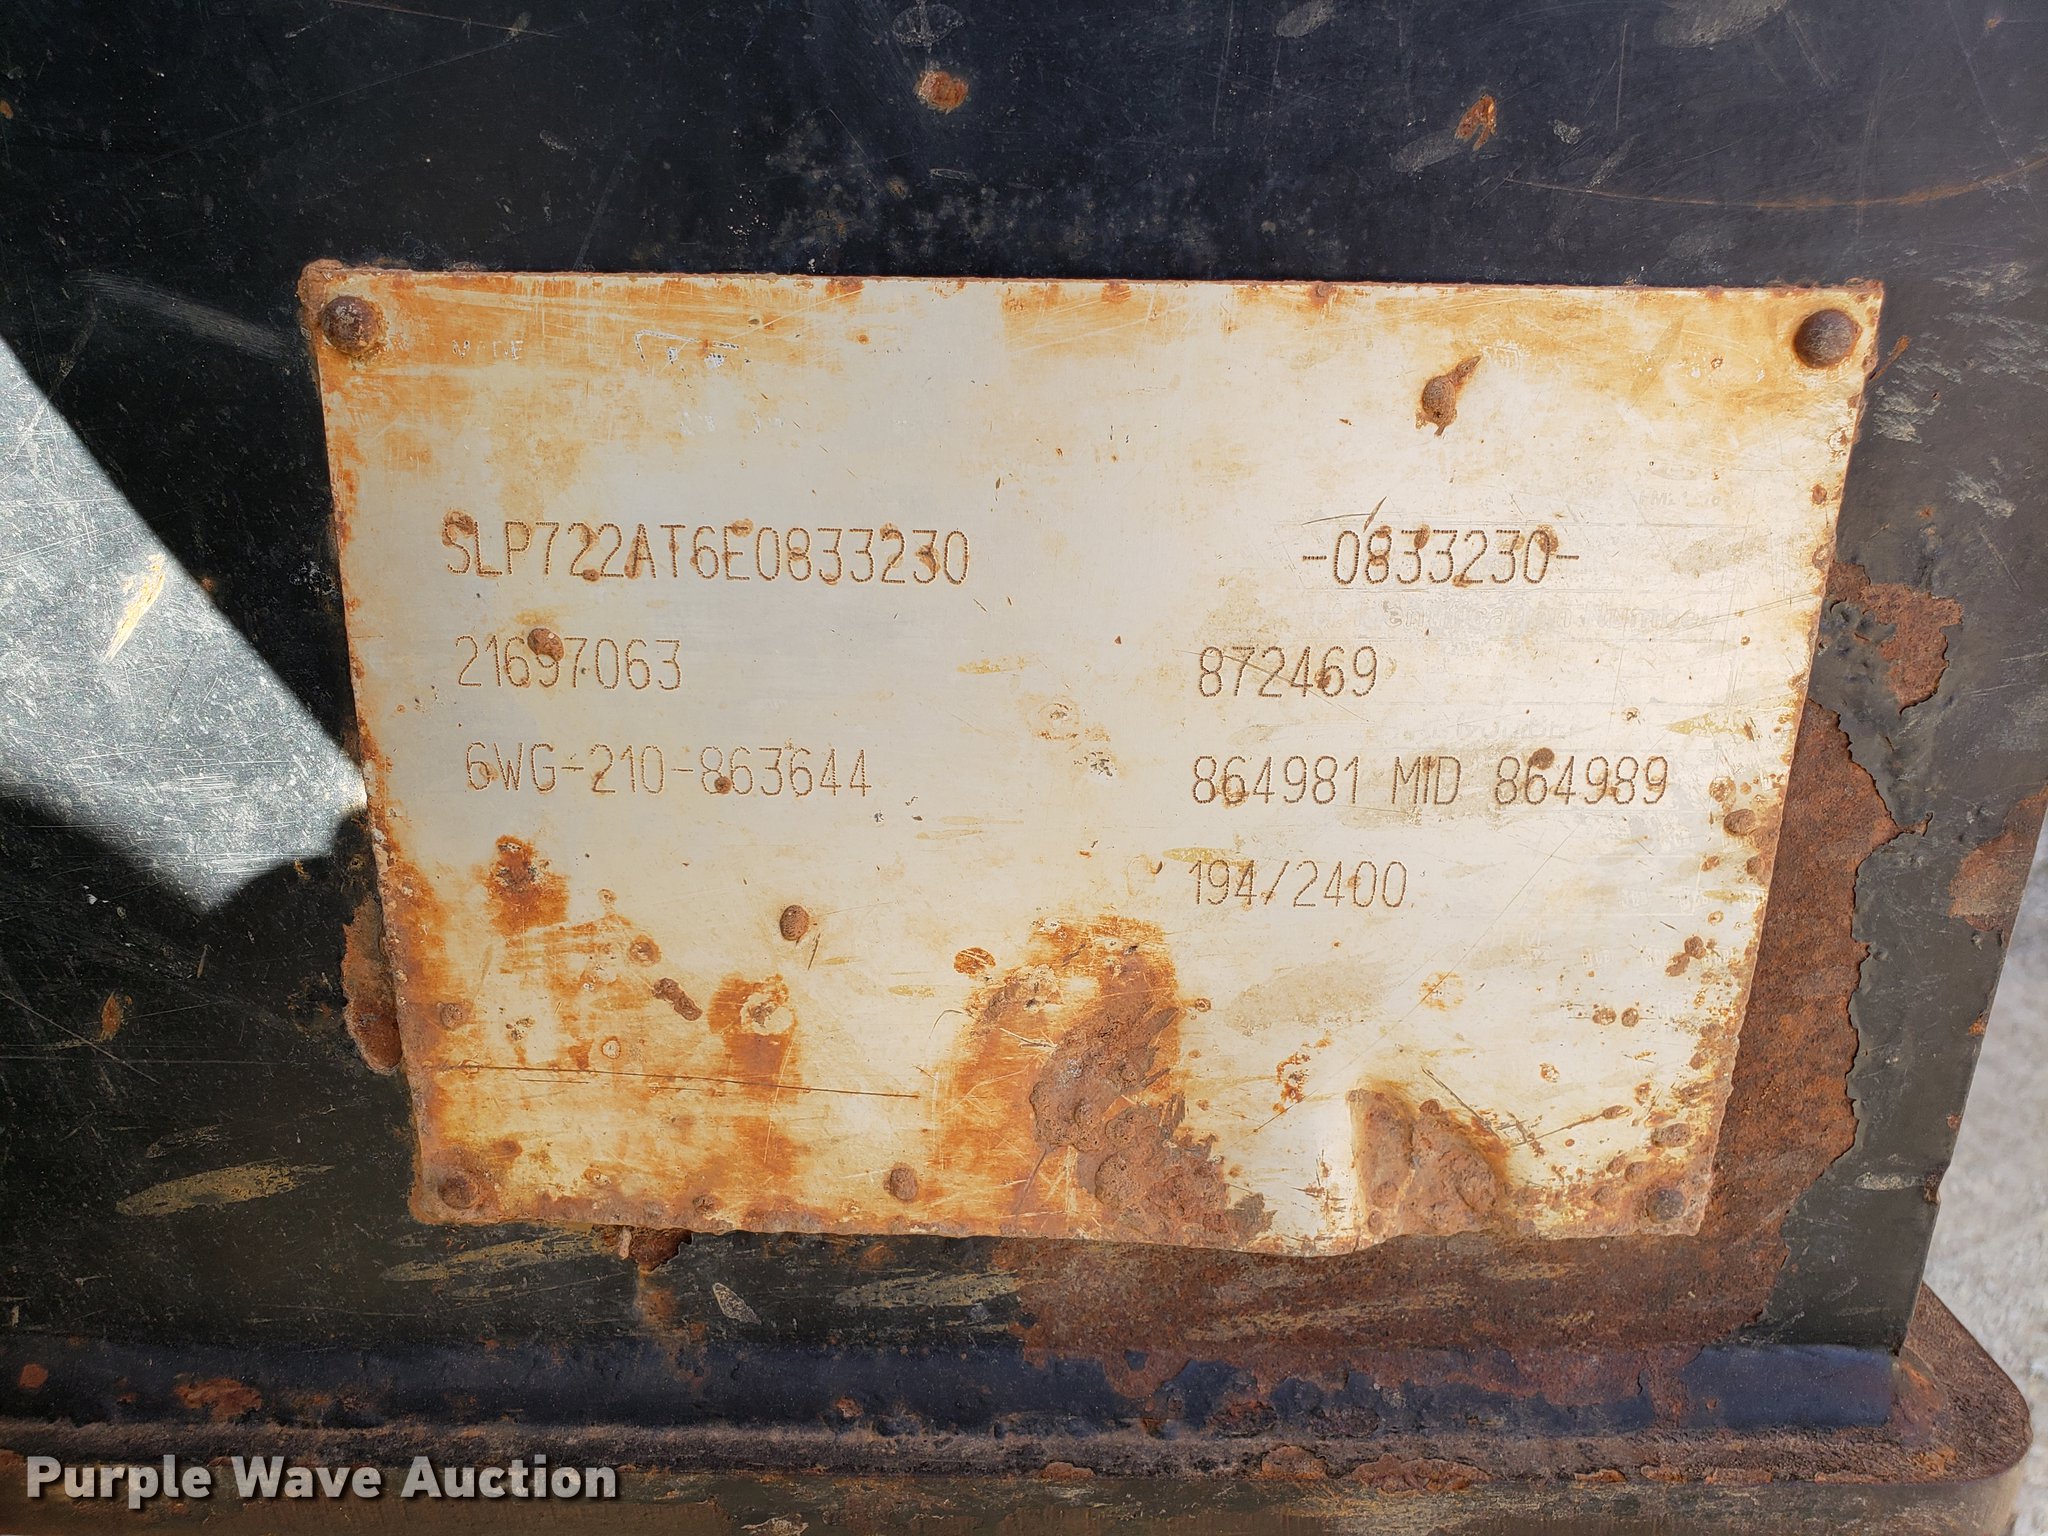 SLP722AT6E0833230 -0833230-
21697063 872469
6WG-210-863644 864981 MID 864989
194/2400
Purple Wave Auction